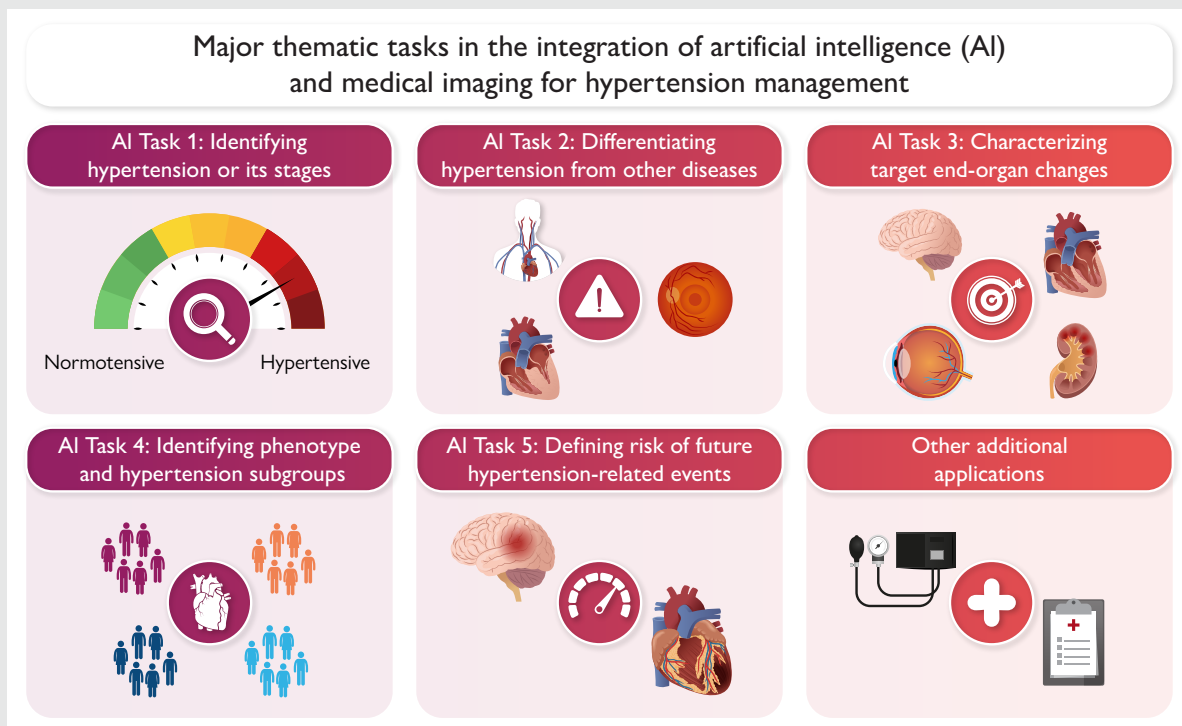 Major thematic tasks in the integration of artificial intelligence (AI)
and medical imaging for hypertension management
AI Task 1: Identifying
hypertension or its stages
Normotensive
Hypertensive
AI Task 2: Differentiating
hypertension from other diseases
AI Task 3: Characterizing
target end-organ changes
AI Task 4: Identifying phenotype
and hypertension subgroups
AI Task 5: Defining risk of future
hypertension-related events
Other additional
applications